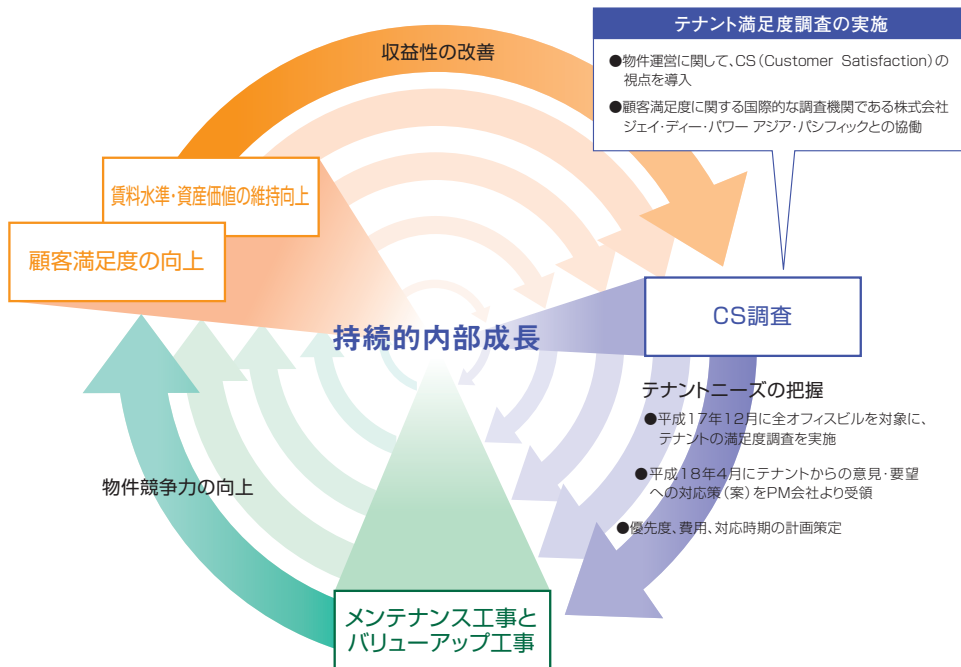 テナント満足度調査の実施
●物件運営に関して、CS（Customer Satisfaction）の
視点を導入
●顧客満足度に関する国際的な調査機関である株式会社
ジェイ・ディー・パワー アジア・パシフィックとの協働
収益性の改善
賃料水準・資産価値の維持向上
顧客満足度の向上
CS調査
持続的内部成長
テナントニーズの把握
●平成17年12月に全オフィスビルを対象に、
テナントの満足度調査を実施
●平成18年4月にテナントからの意見・要望
への対応策（案）をPM会社より受領
●優先度、費用、対応時期の計画策定
物件競争力の向上
メンテナンス工事と
バリューアップ工事